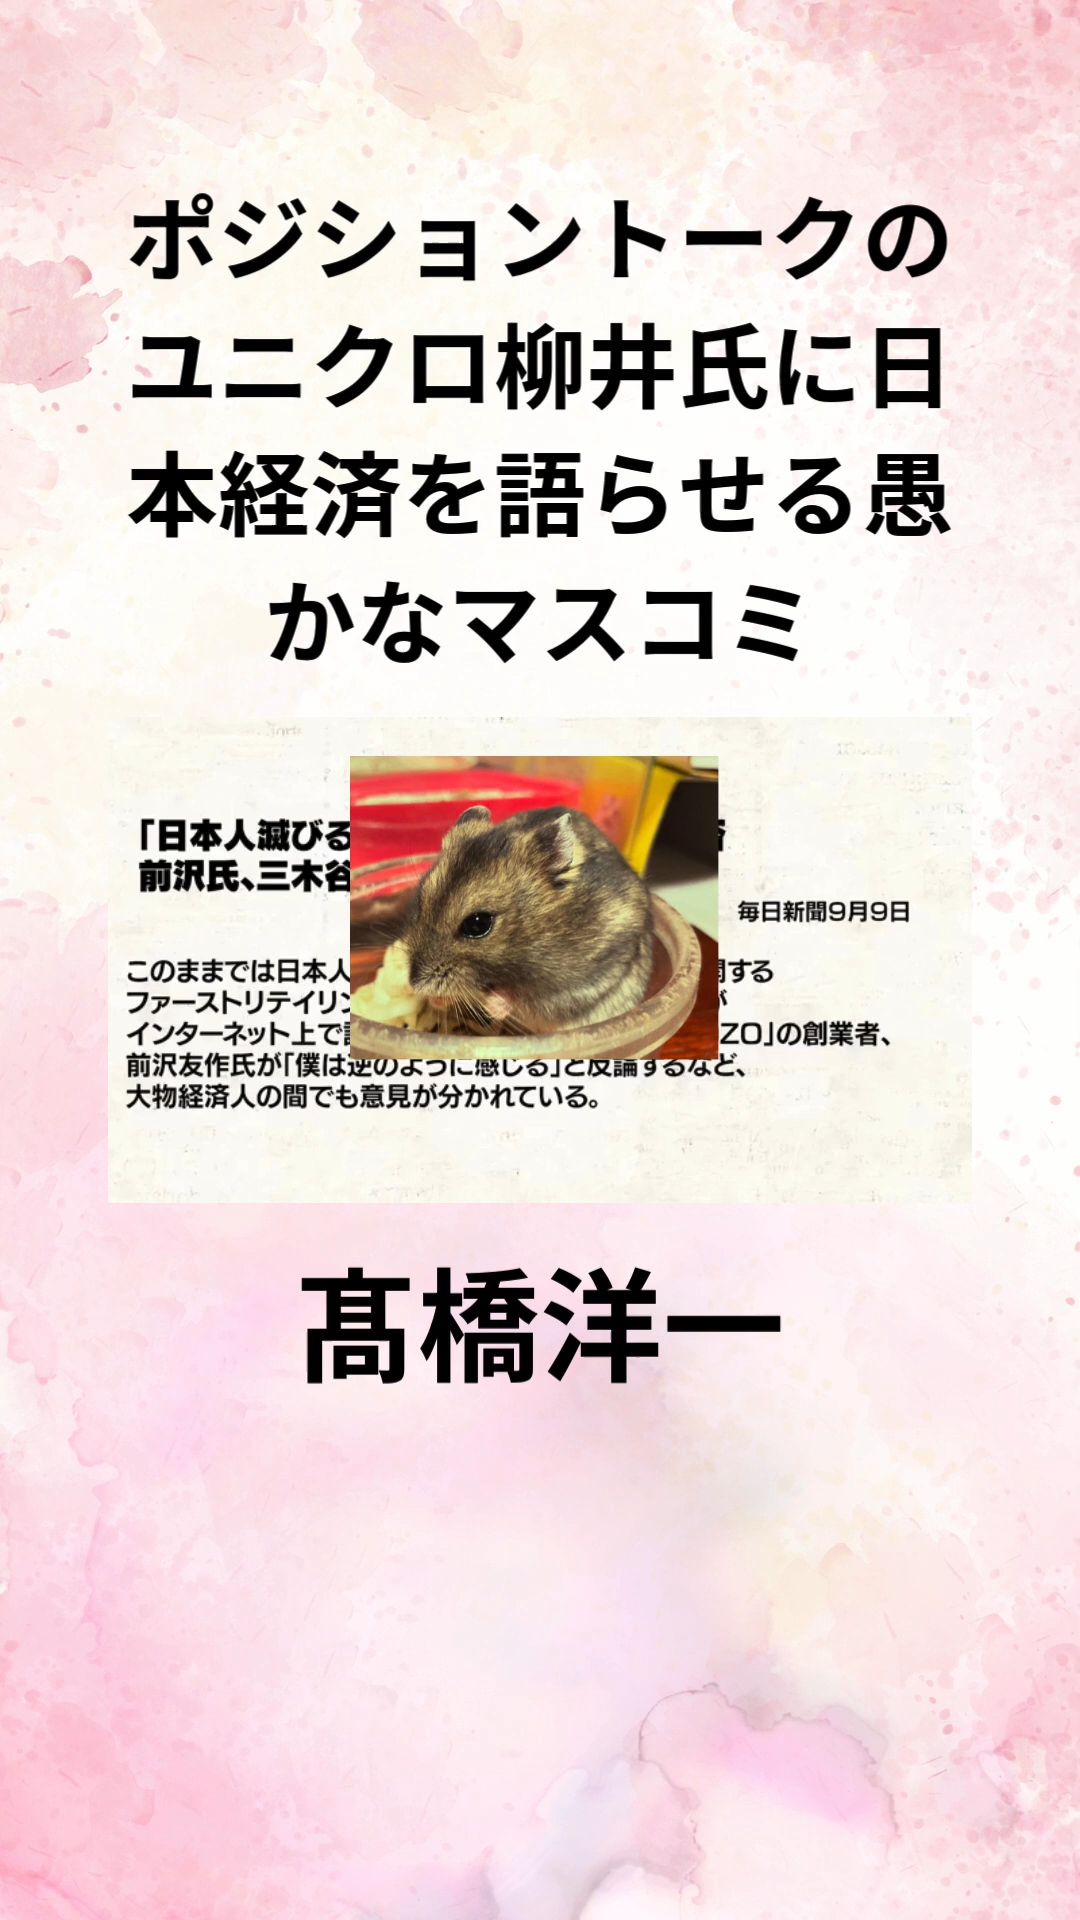 ポジショントークの
ユニクロ柳井氏に日
本経済を語らせる愚
かなマスコミ
「日本人滅びる
前沢氏、三木谷
毎日新聞9月9日
このままでは日本人 する
ファーストリテイリン が
インターネット上で ZO」の創業者、
前沢友作氏が「僕は逆のように感じる」と反論するなど、
大物経済人の間でも意見が分かれている。
髙橋洋一